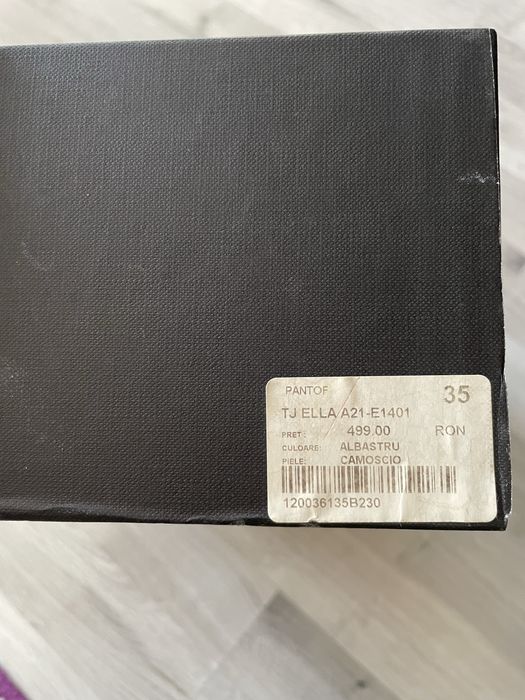 PANTOF 35
TJ ELLA A21-E1401
PRET : 499.00 RON
CULOARE: ALBASTRU
PIELE: CAMOSCIO
120036135B230